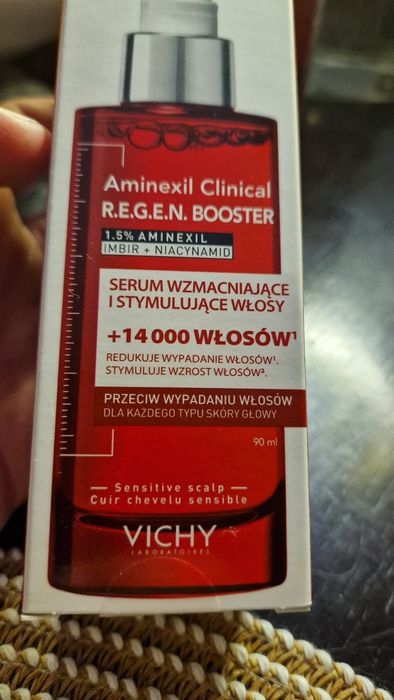 Aminexil Clinical
R.E.G.E.N. BOOSTER
1.5% AMINEXIL
IMBIR + NIACYNAMID
SERUM WZMACNIAJĄCE
I STYMULUJĄCE WŁOSY
+14 000 WŁOSÓW¹
REDUKUJE WYPADANIE WŁOSÓW¹.
STYMULUJE WZROST WŁOSÓW².
PRZECIW WYPADANIU WŁOSÓW
DLA KAŻDEGO TYPU SKÓRY GŁOWY
90 ml
Sensitive scalp
Cuir chevelu sensible
VICHY
LABORATOIRES